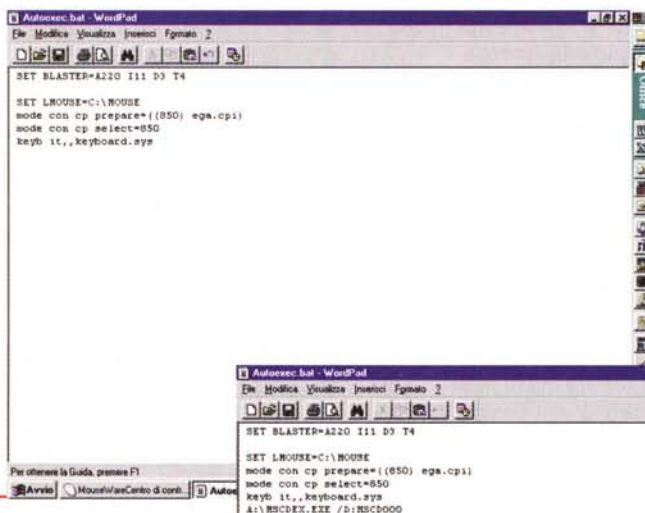 Autoexec.bat - WordPad
File Modifica Visualizza Inserisci Formato ?
SET BLASTER=A220 I11 D3 T4
SET LMOUSE=C:\MOUSE
mode con cp prepare=((850) ega.cpi)
mode con cp select=850
keyb it,,keyboard.sys
Office
Per ottenere la Guida, premere F1
Avvio MouseWareCentro di contr... Autoe
Autoexec.bat - WordPad
File Modifica Visualizza Inserisci Formato ?
SET BLASTER=A220 I11 D3 T4
SET LMOUSE=C:\MOUSE
mode con cp prepare=((850) ega.cpi)
mode con cp select=850
keyb it,,keyboard.sys
A:\MSCDEX.EXE /D:MSCD000